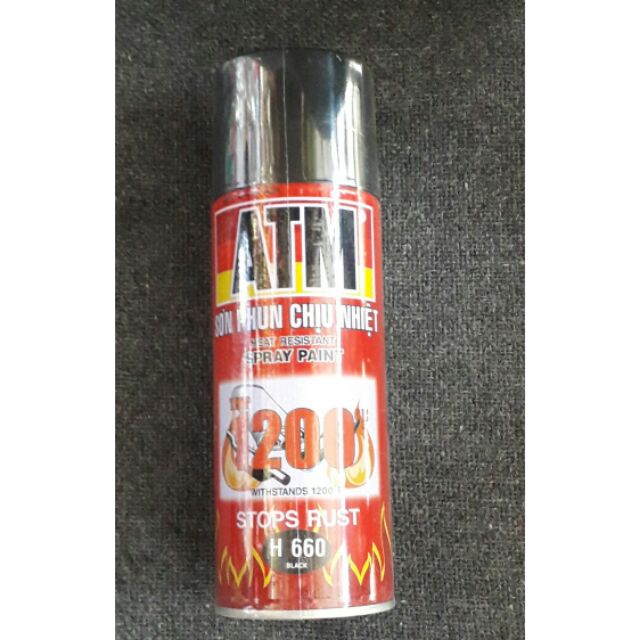 ATM
SƠN PHUN CHỊU NHIỆT
HEAT RESISTANT
SPRAY PAINT
1200
WITHSTANDS 1200°F
STOPS RUST
H 660
BLACK